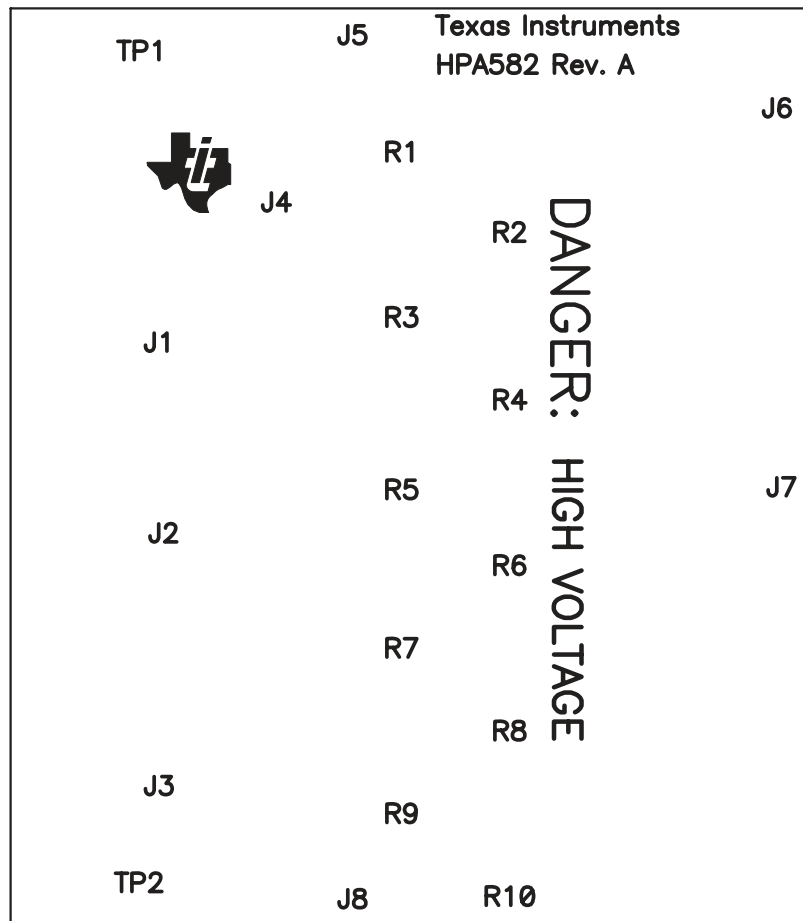 Texas Instruments
HPA582 Rev. A
J5
TP1
J6
R1
J4
R2
DANGER: HIGH VOLTAGE
R3
J1
R4
R5
J7
J2
R6
R7
R8
J3
R9
TP2
R10
J8